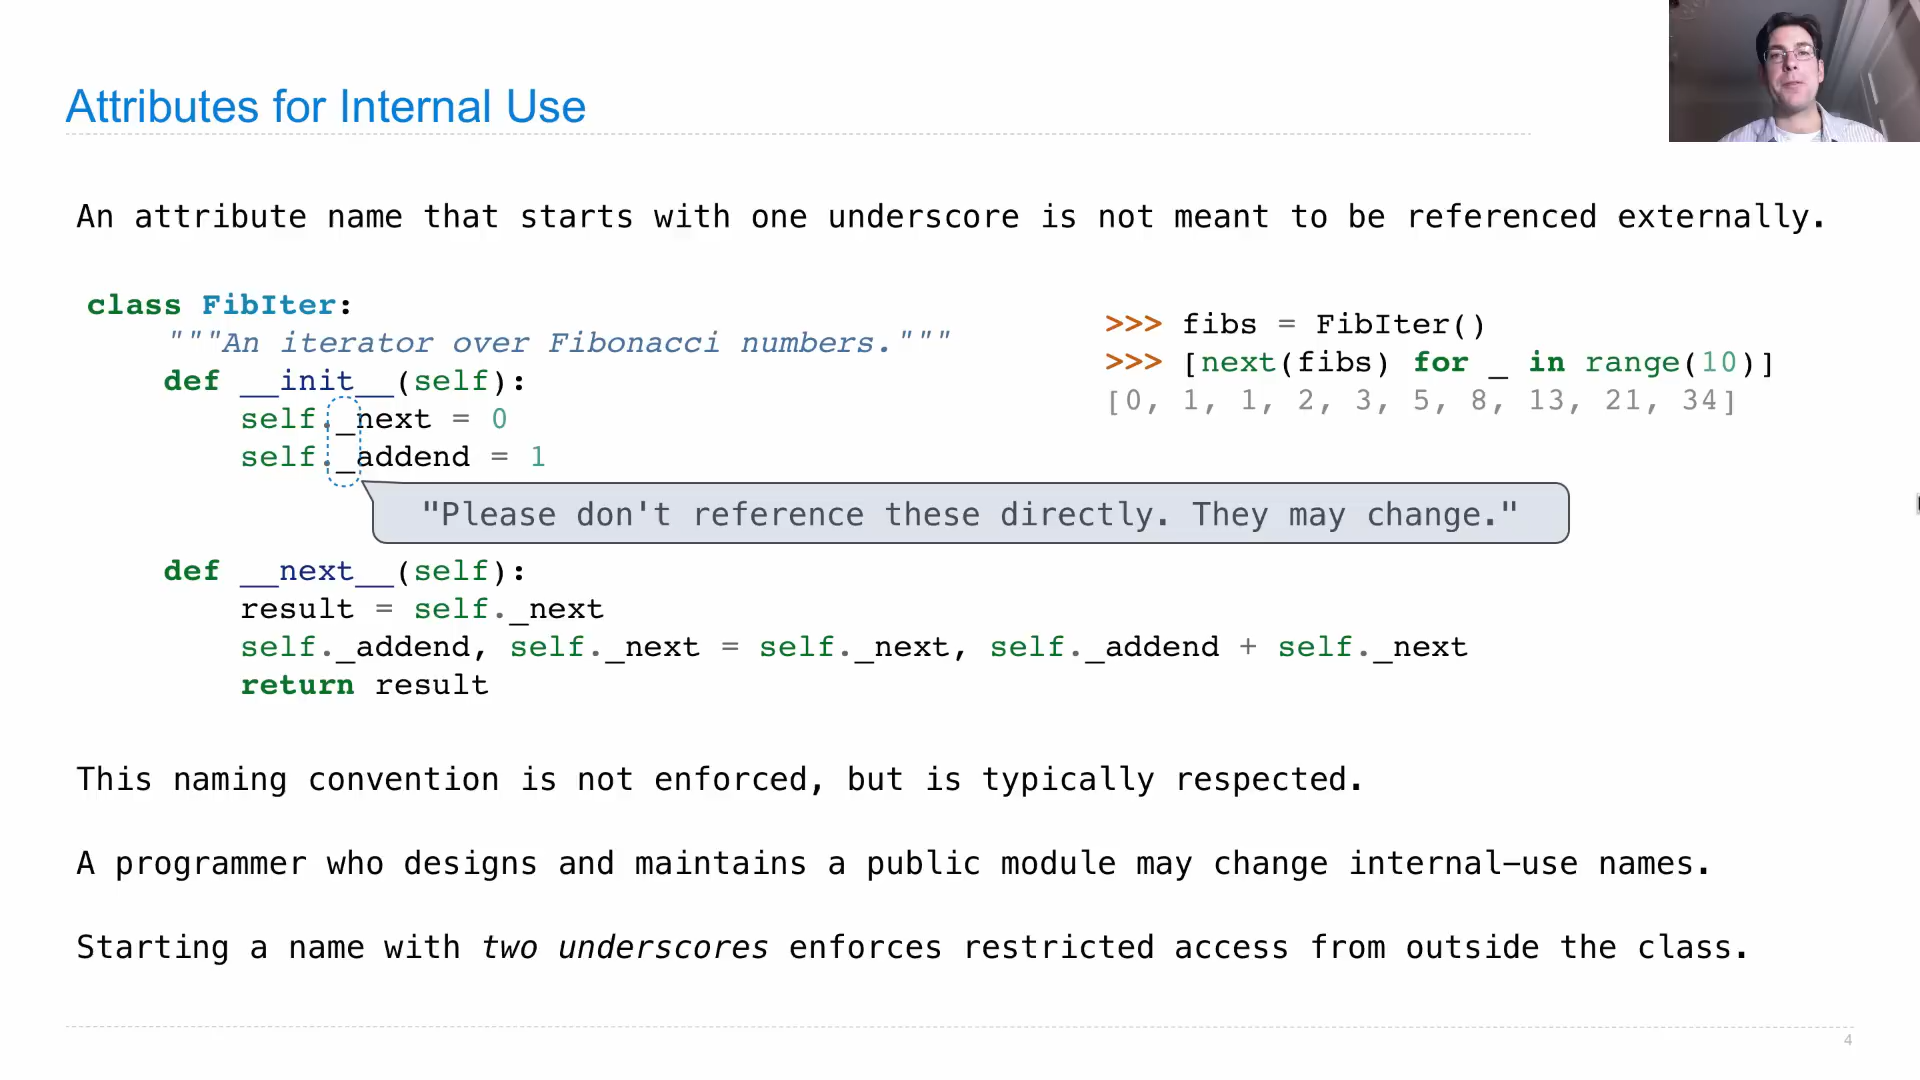 Attributes for Internal Use
An attribute name that starts with one underscore is not meant to be referenced externally.
class FibIter:
    """An iterator over Fibonacci numbers."""
    def __init__(self):
        self._next = 0
        self._addend = 1
"Please don't reference these directly. They may change."
    def __next__(self):
        result = self._next
        self._addend, self._next = self._next, self._addend + self._next
        return result
>>> fibs = FibIter()
>>> [next(fibs) for _ in range(10)]
[0, 1, 1, 2, 3, 5, 8, 13, 21, 34]
This naming convention is not enforced, but is typically respected.
A programmer who designs and maintains a public module may change internal-use names.
Starting a name with two underscores enforces restricted access from outside the class.
4